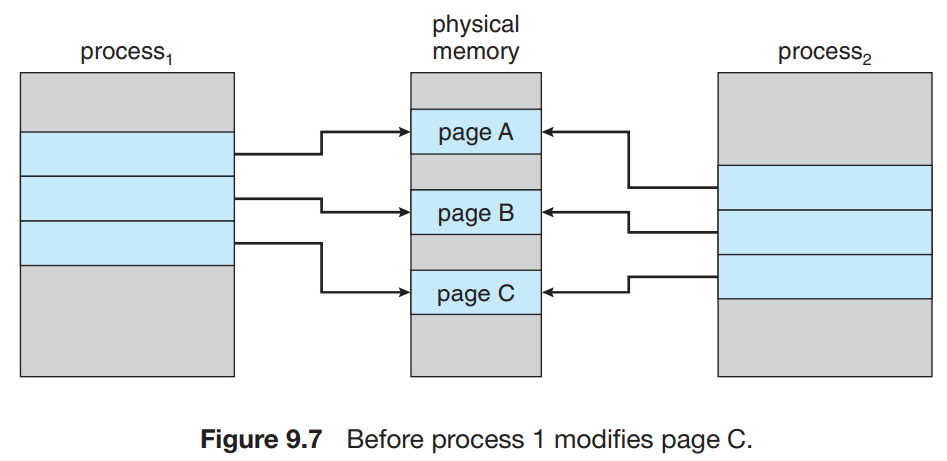 physical
memory
process₁
process₂
page A
page B
page C
Figure 9.7 Before process 1 modifies page C.